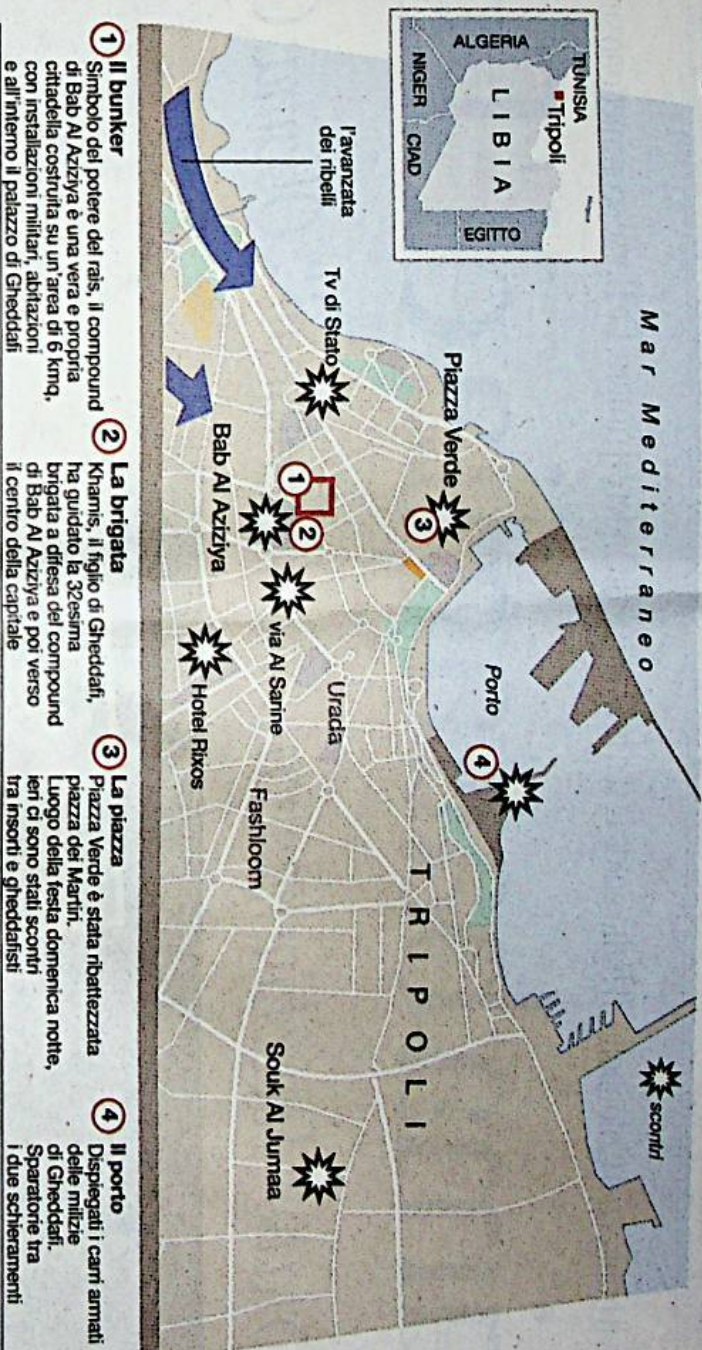 Mar Mediterraneo
TUNISIA
Tripoli
ALGERIA
LIBIA
NIGER
CIAD
EGITTO
l'avanzata
dei ribelli
Tv di Stato
Piazza Verde
3
1
2
Bab Al Aziziya
via Al Sarine
Hotel Rixos
Urada
Fashloom
Porto
4
TRIPOLI
Souk Al Jumaa
scontri
1 Il bunker
Simbolo del potere del raìs, il compound
di Bab Al Aziziya è una vera e propria
cittadella costruita su un'area di 6 kmq,
con installazioni militari, abitazioni
e all'interno il palazzo di Gheddafi
2 La brigata
Khamis, il figlio di Gheddafi,
ha guidato la 32esima
brigata a difesa del compound
di Bab Al Aziziya e poi verso
il centro della capitale
3 La piazza
Piazza Verde è stata ribattezzata
piazza dei Martiri.
Luogo della festa domenica notte,
ieri ci sono stati scontri
tra insorti e gheddafisti
4 Il porto
Dispiegati i carri armati
delle milizie
di Gheddafi.
Sparatorie tra
i due schieramenti